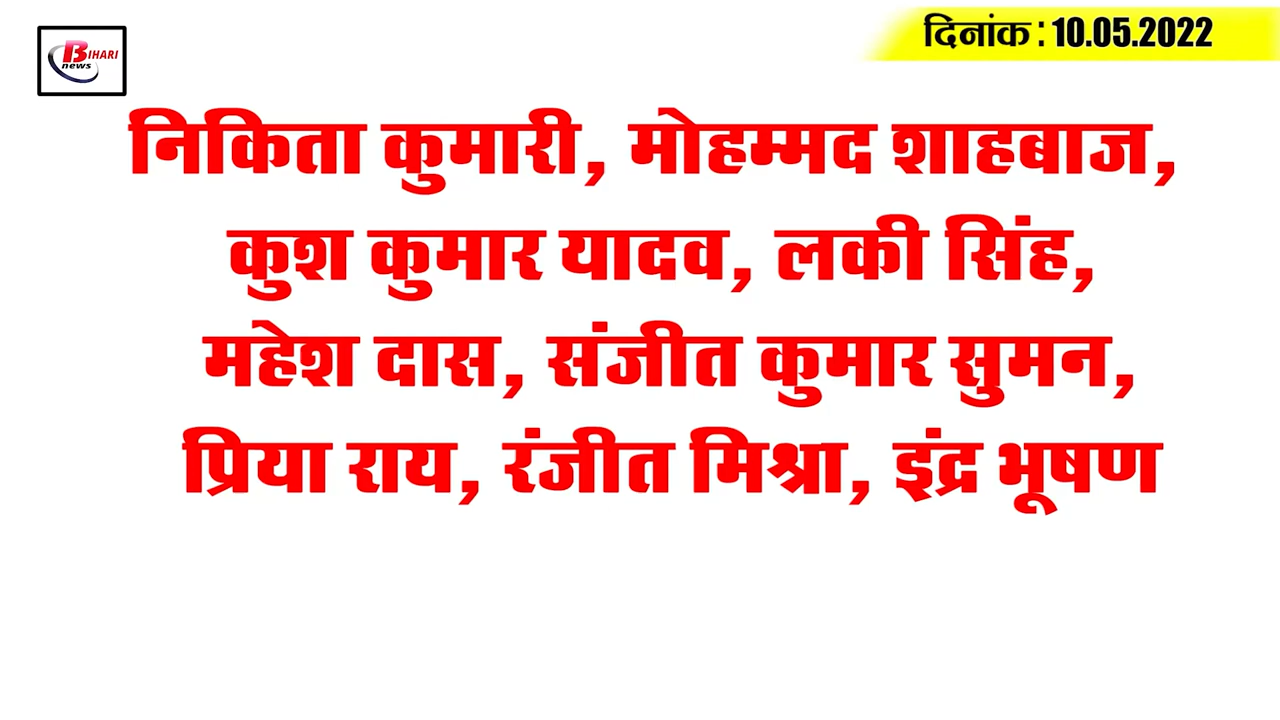 BIHARI
news
दिनांक : 10.05.2022
निकिता कुमारी, मोहम्मद शाहबाज,
कुश कुमार यादव, लकी सिंह,
महेश दास, संजीत कुमार सुमन,
प्रिया राय, रंजीत मिश्रा, इंद्र भूषण